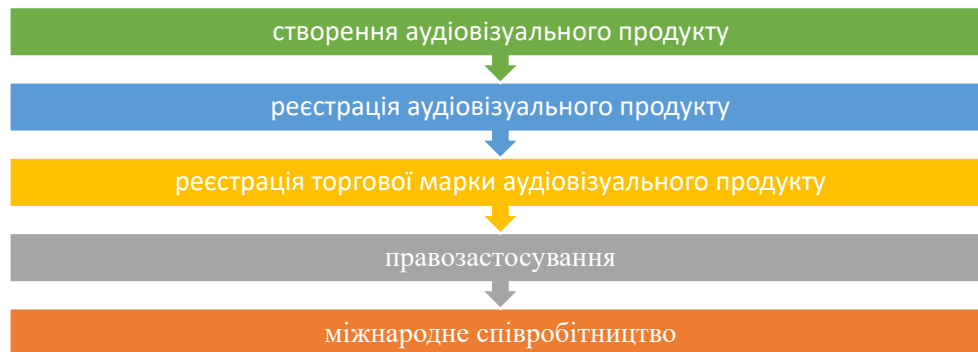 створення аудіовізуального продукту
реєстрація аудіовізуального продукту
реєстрація торгової марки аудіовізуального продукту
правозастосування
міжнародне співробітництво